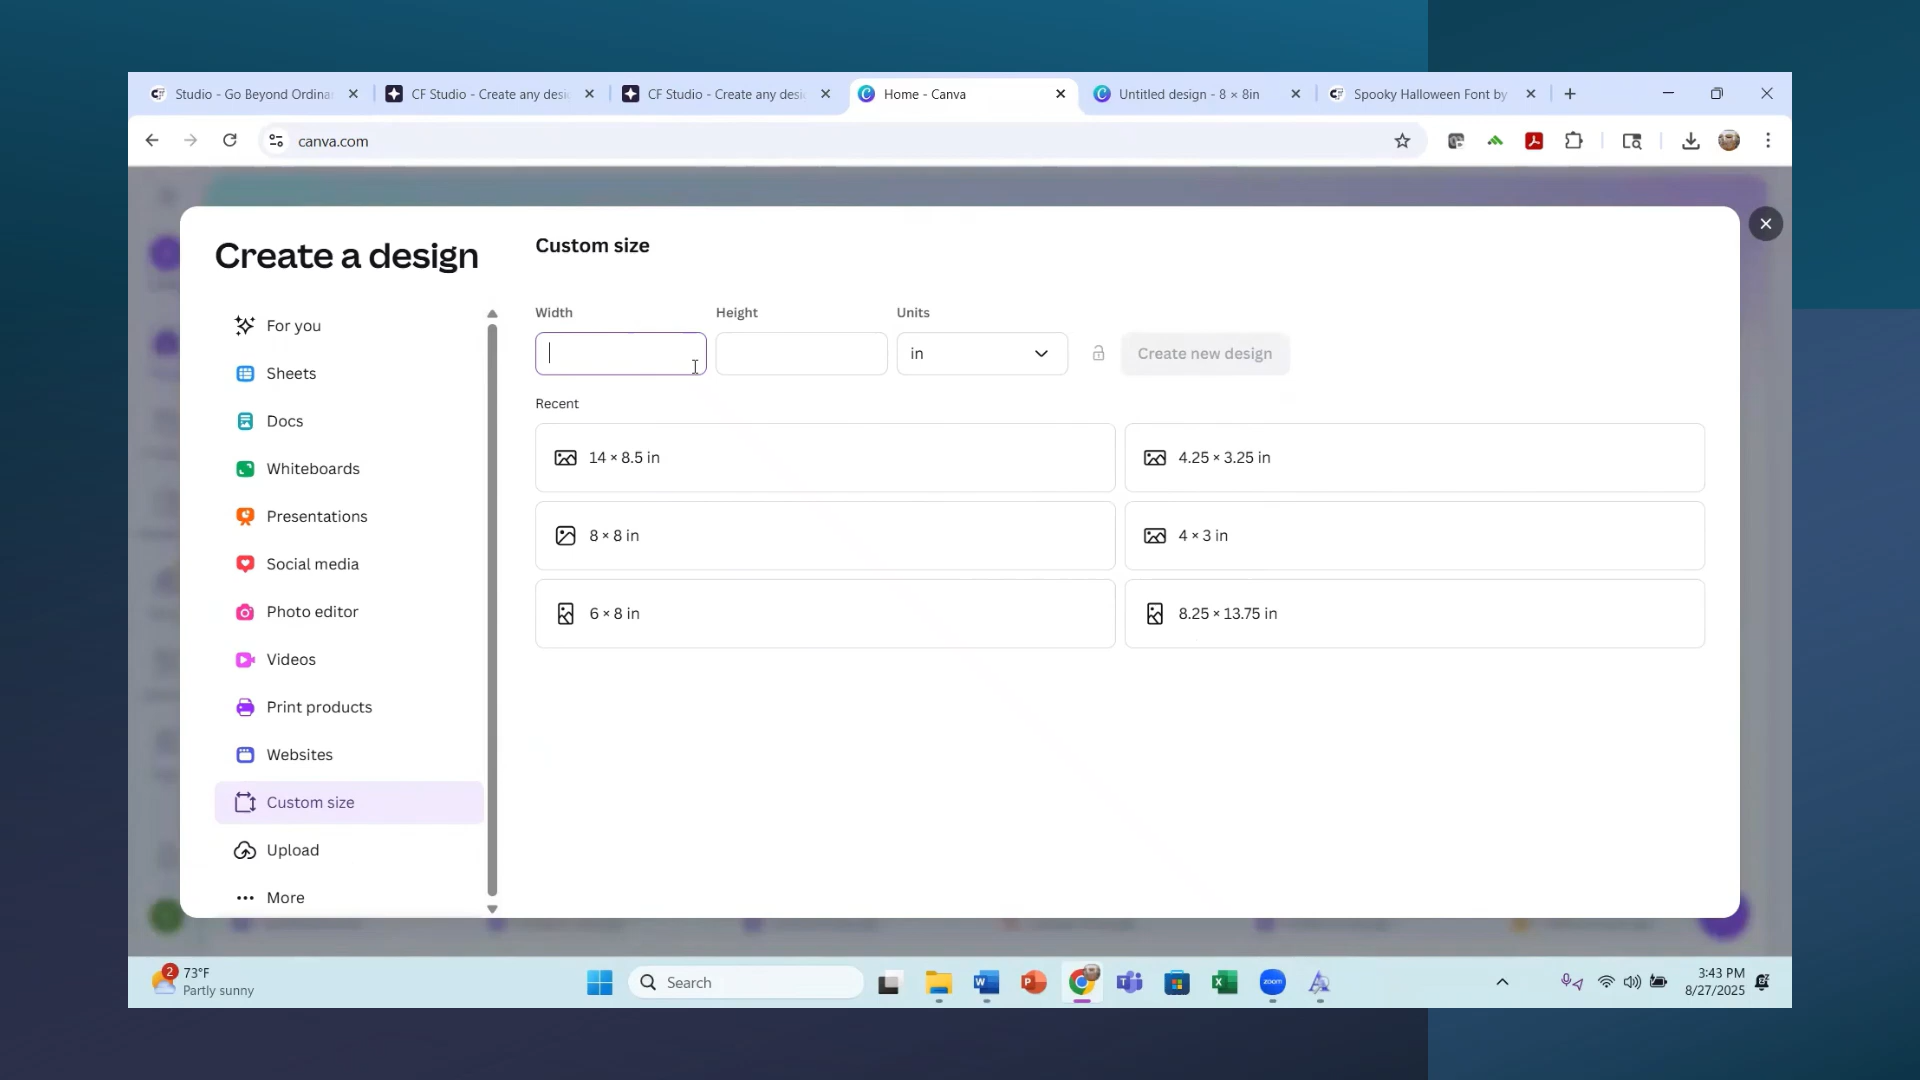 Studio - Go Beyond Ordinar
CF Studio - Create any desi
CF Studio - Create any desi
Home - Canva
Untitled design - 8 × 8in
Spooky Halloween Font by
canva.com
Create a design
For you
Sheets
Docs
Whiteboards
Presentations
Social media
Photo editor
Videos
Print products
Websites
Custom size
Upload
More
Custom size
Width
Height
Units
in
Create new design
Recent
14 × 8.5 in
4.25 × 3.25 in
8 × 8 in
4 × 3 in
6 × 8 in
8.25 × 13.75 in
2
73°F
Partly sunny
Search
zoom
3:43 PM
8/27/2025